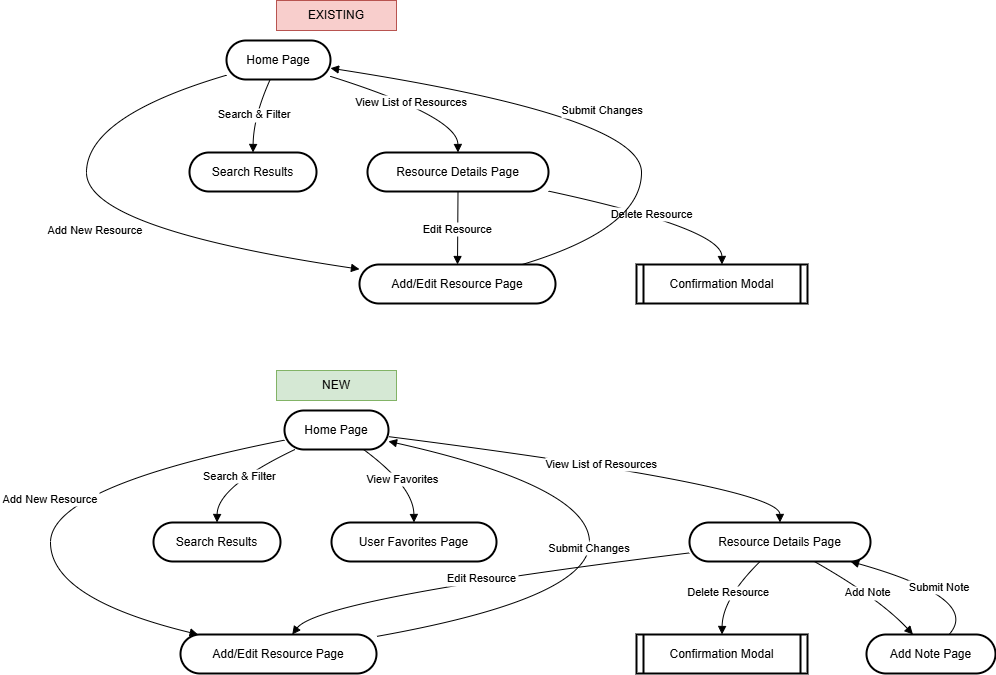 EXISTING
Home Page
View List of Resources
Submit Changes
Search & Filter
Search Results
Resource Details Page
Delete Resource
Add New Resource
Edit Resource
Add/Edit Resource Page
Confirmation Modal
NEW
Home Page
View List of Resources
Search & Filter
View Favorites
Add New Resource
Search Results
User Favorites Page
Submit Changes
Resource Details Page
Edit Resource
Delete Resource
Add Note
Submit Note
Add/Edit Resource Page
Confirmation Modal
Add Note Page